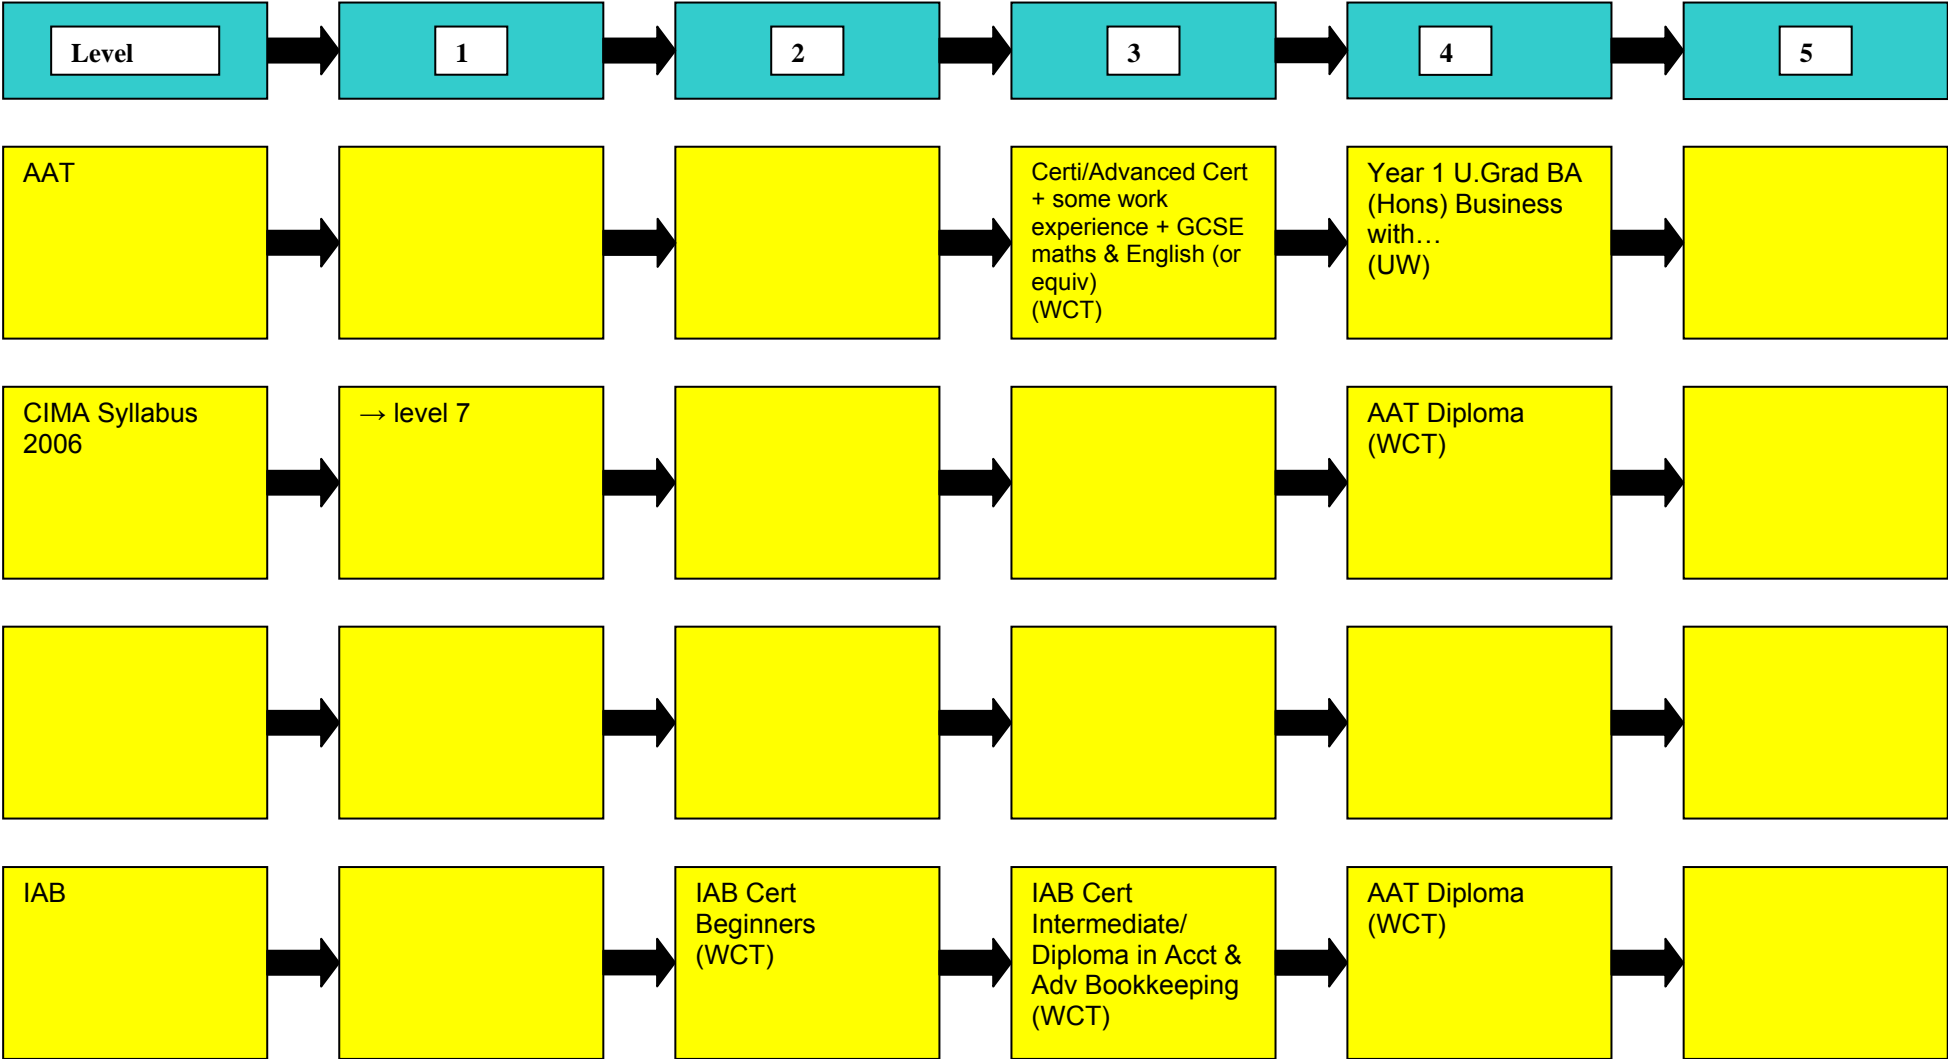 Level
1
2
3
4
5
AAT
Certi/Advanced Cert
+ some work
experience + GCSE
maths & English (or
equiv)
(WCT)
Year 1 U.Grad BA
(Hons) Business
with…
(UW)
CIMA Syllabus
2006
→ level 7
AAT Diploma
(WCT)
IAB
IAB Cert
Beginners
(WCT)
IAB Cert
Intermediate/
Diploma in Acct &
Adv Bookkeeping
(WCT)
AAT Diploma
(WCT)